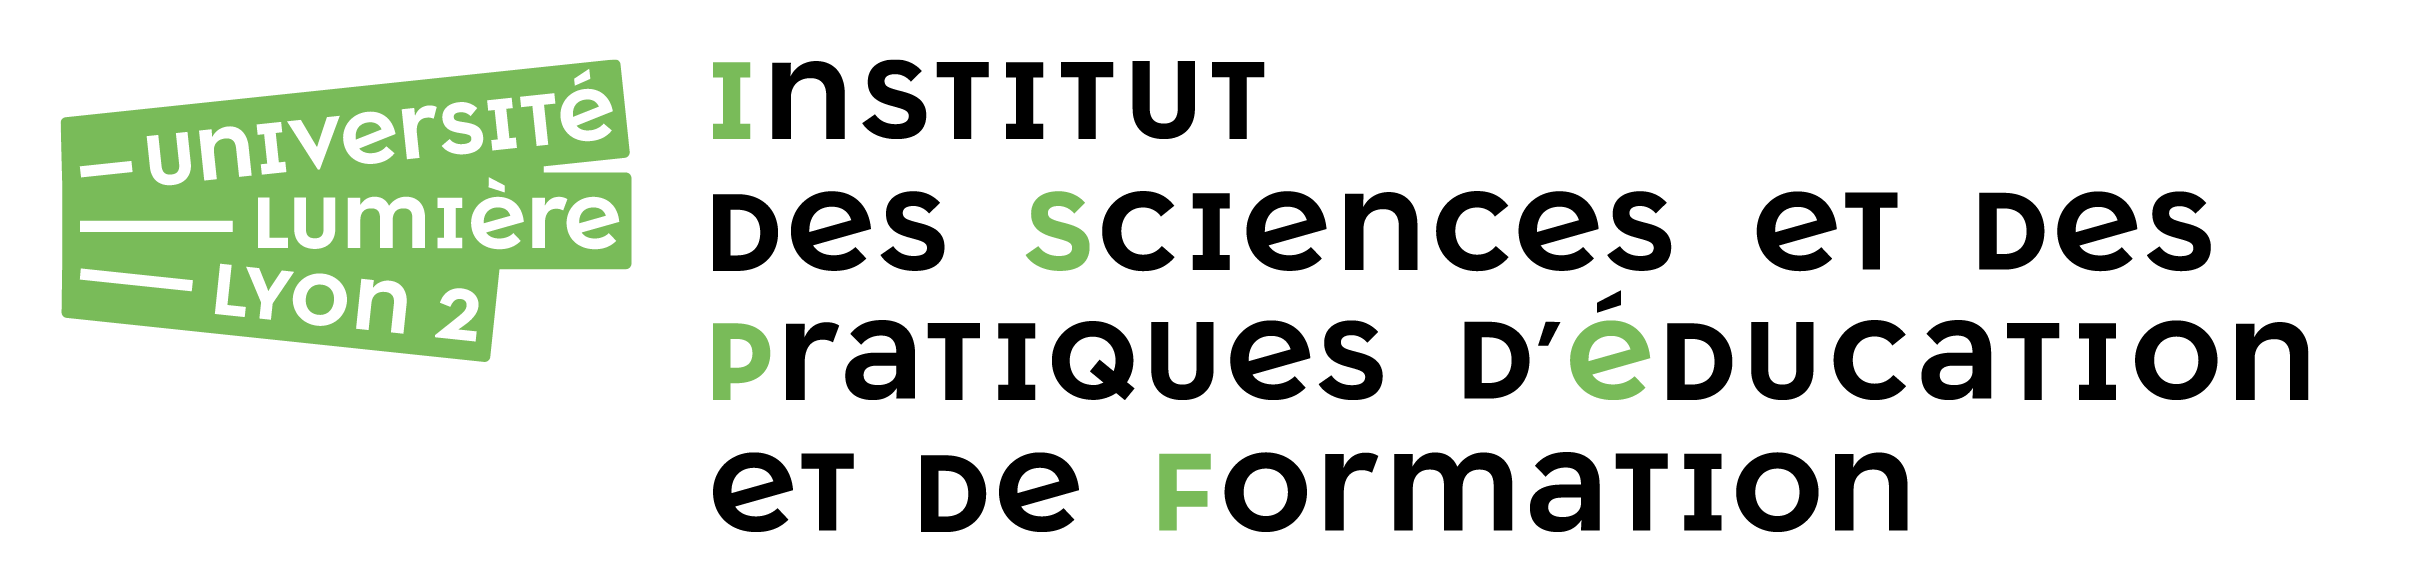 Université
Lumière
Lyon 2
Institut
des Sciences et des
Pratiques d'Éducation
et de Formation